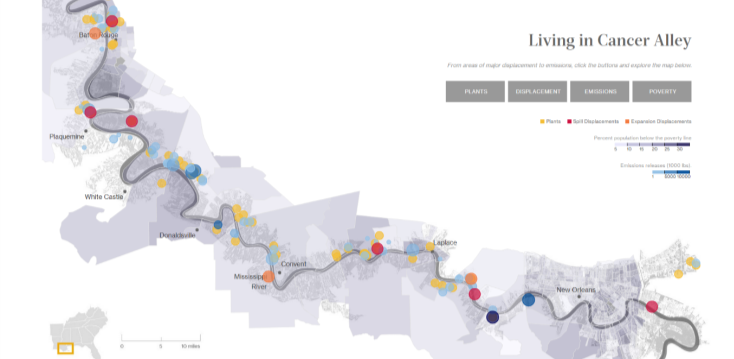 Living in Cancer Alley
From areas of major displacement to emissions, click the buttons and explore the map below.
PLANTS
DISPLACEMENT
EMISSIONS
POVERTY
Plants
Spill Displacements
Expansion Displacements
Percent population below the poverty line
5 10 15 20 25 30
Emissions releases (1000 lbs)
1 5000 10000
Baton Rouge
Plaquemine
White Castle
Donaldsville
Convent
Mississippi
River
Laplace
New Orleans
0 5 10 miles